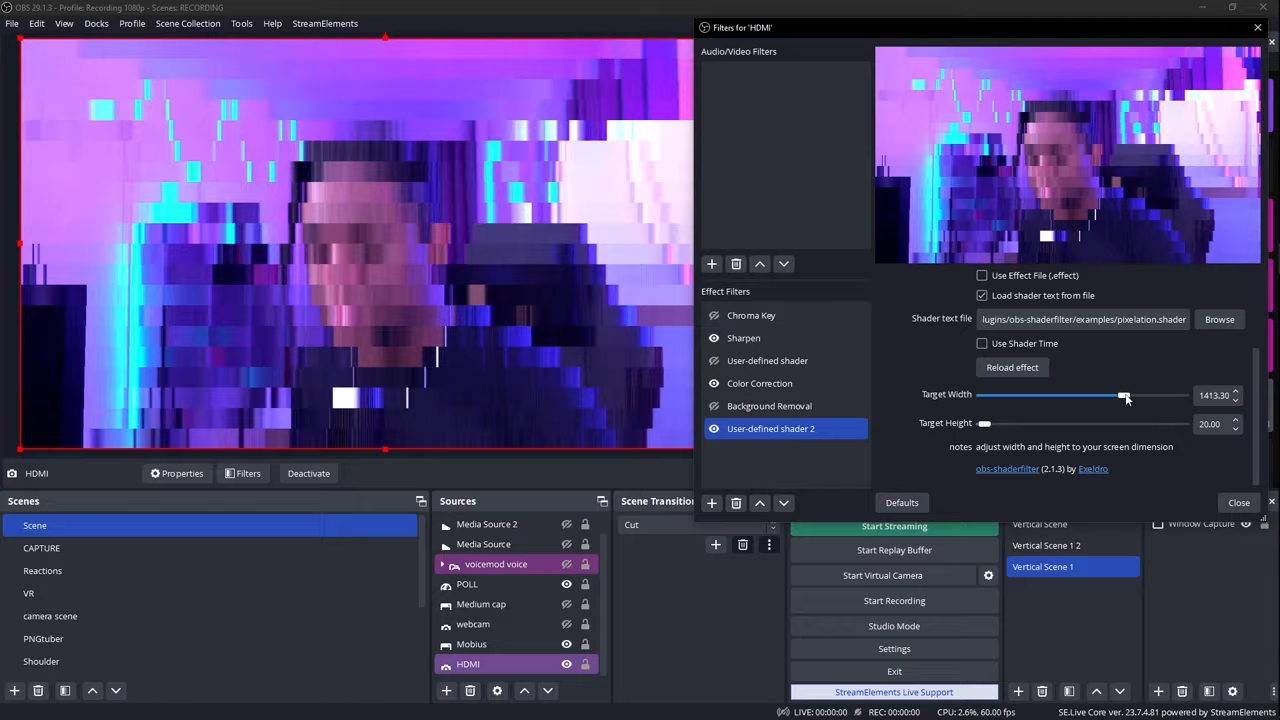 OBS 29.1.3 - Profile: Recording 1080p - Scenes: RECORDING
File Edit View Docks Profile Scene Collection Tools Help StreamElements
Filters for 'HDMI'
Audio/Video Filters
Effect Filters
Chroma Key
Sharpen
User-defined shader
Color Correction
Background Removal
User-defined shader 2
Use Effect File (.effect)
Load shader text from file
Shader text file lugins/obs-shaderfilter/examples/pixelation.shader Browse
Use Shader Time
Reload effect
Target Width 1413.30
Target Height 20.00
notes adjust width and height to your screen dimension
obs-shaderfilter (2.1.3) by Exeldro
Defaults Close
HDMI Properties Filters Deactivate
Scenes
Scene
CAPTURE
Reactions
VR
camera scene
PNGtuber
Shoulder
Sources
Media Source 2
Media Source
voicemod voice
POLL
Medium cap
webcam
Mobius
HDMI
Scene Transitio
Cut
Start Streaming
Start Replay Buffer
Start Virtual Camera
Start Recording
Studio Mode
Settings
Exit
StreamElements Live Support
Vertical Scene
Vertical Scene 1 2
Vertical Scene 1
Window Capture
LIVE: 00:00:00 REC: 00:00:00 CPU: 2.6%, 60.00 fps SE.Live Core ver. 23.7.4.81 powered by StreamElements